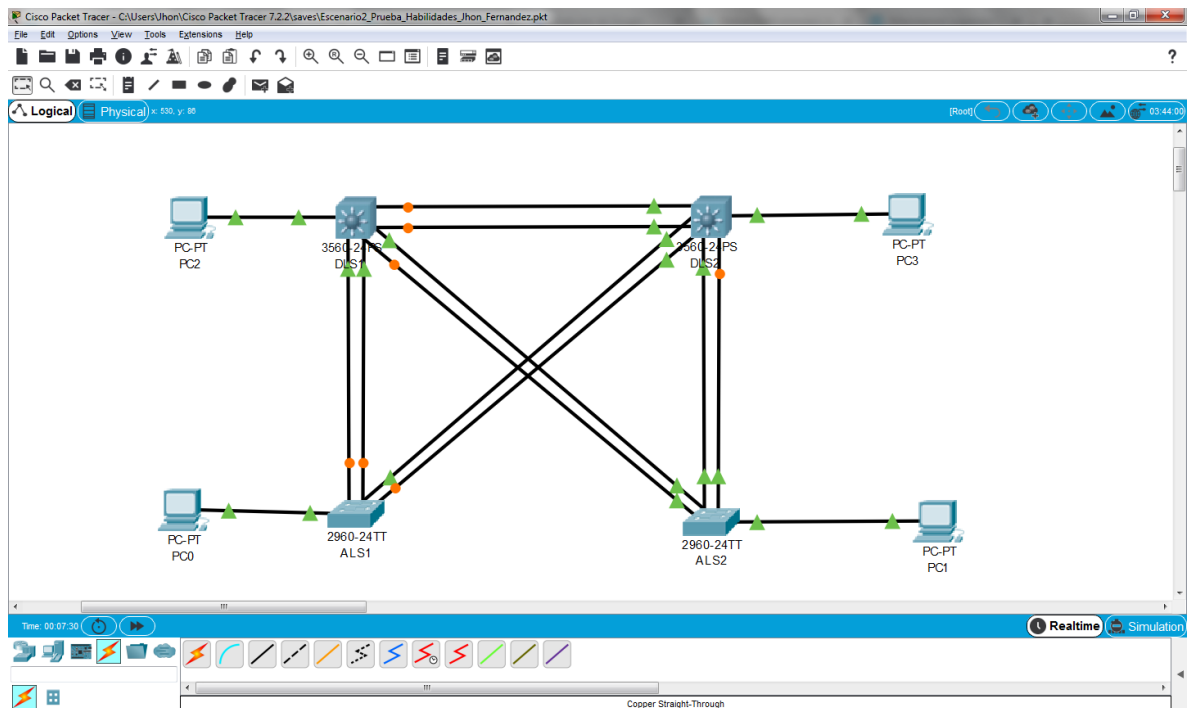 Cisco Packet Tracer - C:\Users\Jhon\Cisco Packet Tracer 7.2.2\saves\Escenario2_Prueba_Habilidades_Jhon_Fernandez.pkt
File Edit Options View Tools Extensions Help
?
Logical Physical x: 530, y: 86 [Root] 03:44:00
PC-PT
PC2
3560-24PS
DLS1
3560-24PS
DLS2
PC-PT
PC3
PC-PT
PC0
2960-24TT
ALS1
2960-24TT
ALS2
PC-PT
PC1
Time: 00:07:30 Realtime Simulation
Copper Straight-Through